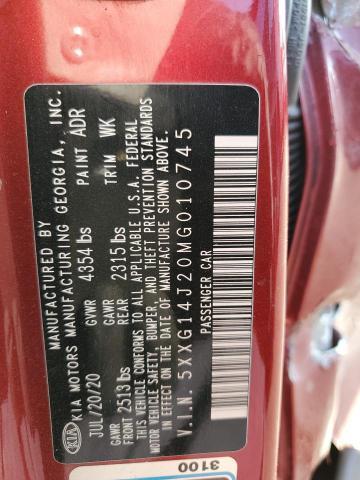 MANUFACTURED BY
KIA MOTORS MANUFACTURING GEORGIA, INC.
JUL/20/20 GVWR 4354 lbs PAINT ADR
GAWR FRONT 2513 lbs GAWR REAR 2315 lbs TRIM WK
THIS VEHICLE CONFORMS TO ALL APPLICABLE U.S.A. FEDERAL
MOTOR VEHICLE SAFETY, BUMPER, AND THEFT PREVENTION STANDARDS
IN EFFECT ON THE DATE OF MANUFACTURE SHOWN ABOVE.
V.I.N. 5XXG14J20MG010745
PASSENGER CAR
KIA
3100